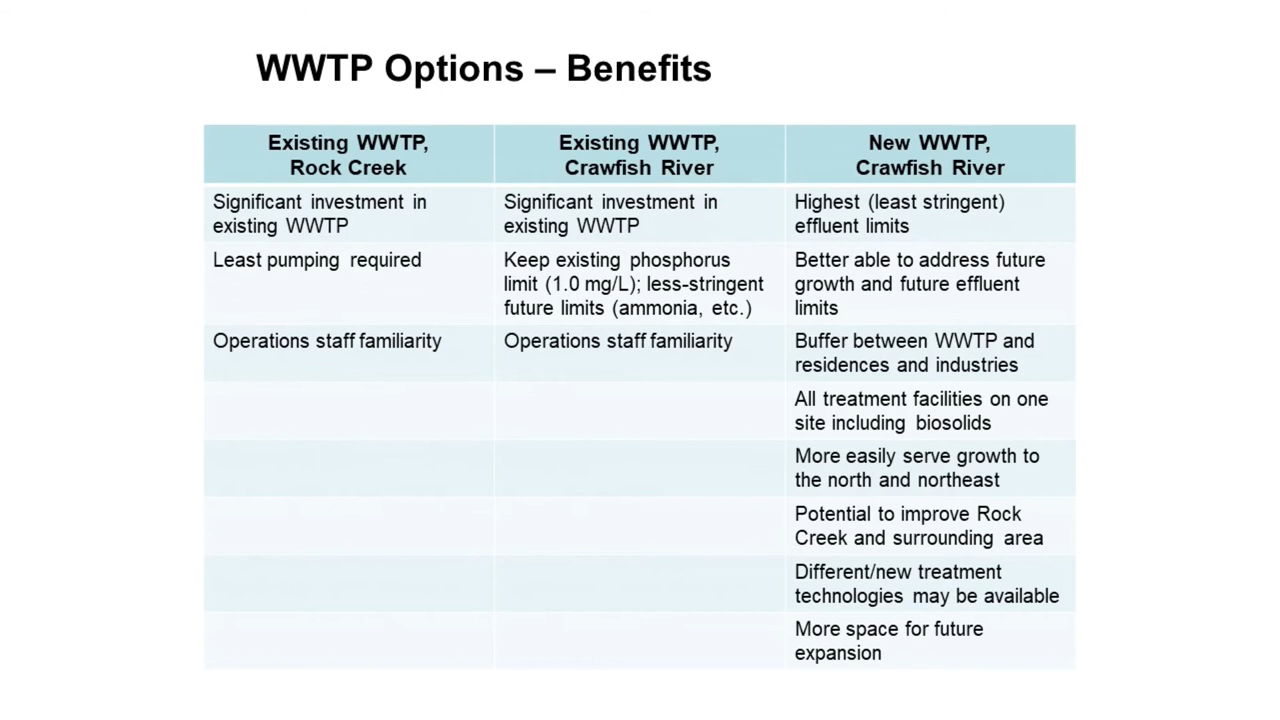 WWTP Options – Benefits
Existing WWTP,
Rock Creek
Existing WWTP,
Crawfish River
New WWTP,
Crawfish River
Significant investment in
existing WWTP
Significant investment in
existing WWTP
Highest (least stringent)
effluent limits
Least pumping required
Keep existing phosphorus
limit (1.0 mg/L); less-stringent
future limits (ammonia, etc.)
Better able to address future
growth and future effluent
limits
Operations staff familiarity
Operations staff familiarity
Buffer between WWTP and
residences and industries
All treatment facilities on one
site including biosolids
More easily serve growth to
the north and northeast
Potential to improve Rock
Creek and surrounding area
Different/new treatment
technologies may be available
More space for future
expansion